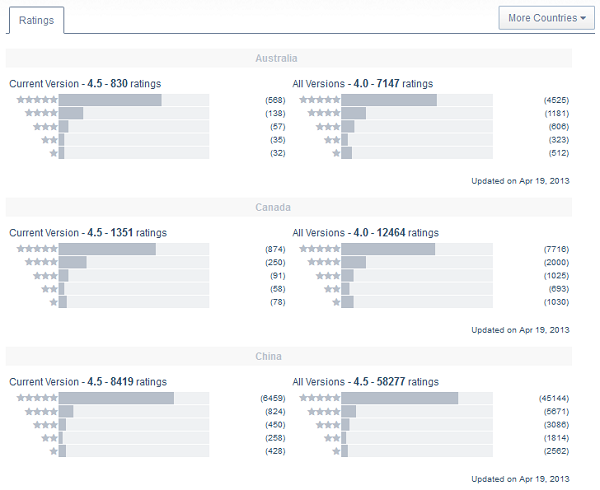 Ratings
More Countries
Australia
Current Version - 4.5 - 830 ratings
(568)
(138)
(57)
(35)
(32)
All Versions - 4.0 - 7147 ratings
(4525)
(1181)
(606)
(323)
(512)
Updated on Apr 19, 2013
Canada
Current Version - 4.5 - 1351 ratings
(874)
(250)
(91)
(58)
(78)
All Versions - 4.0 - 12464 ratings
(7716)
(2000)
(1025)
(693)
(1030)
Updated on Apr 19, 2013
China
Current Version - 4.5 - 8419 ratings
(6459)
(824)
(450)
(258)
(428)
All Versions - 4.5 - 58277 ratings
(45144)
(5671)
(3086)
(1814)
(2562)
Updated on Apr 19, 2013